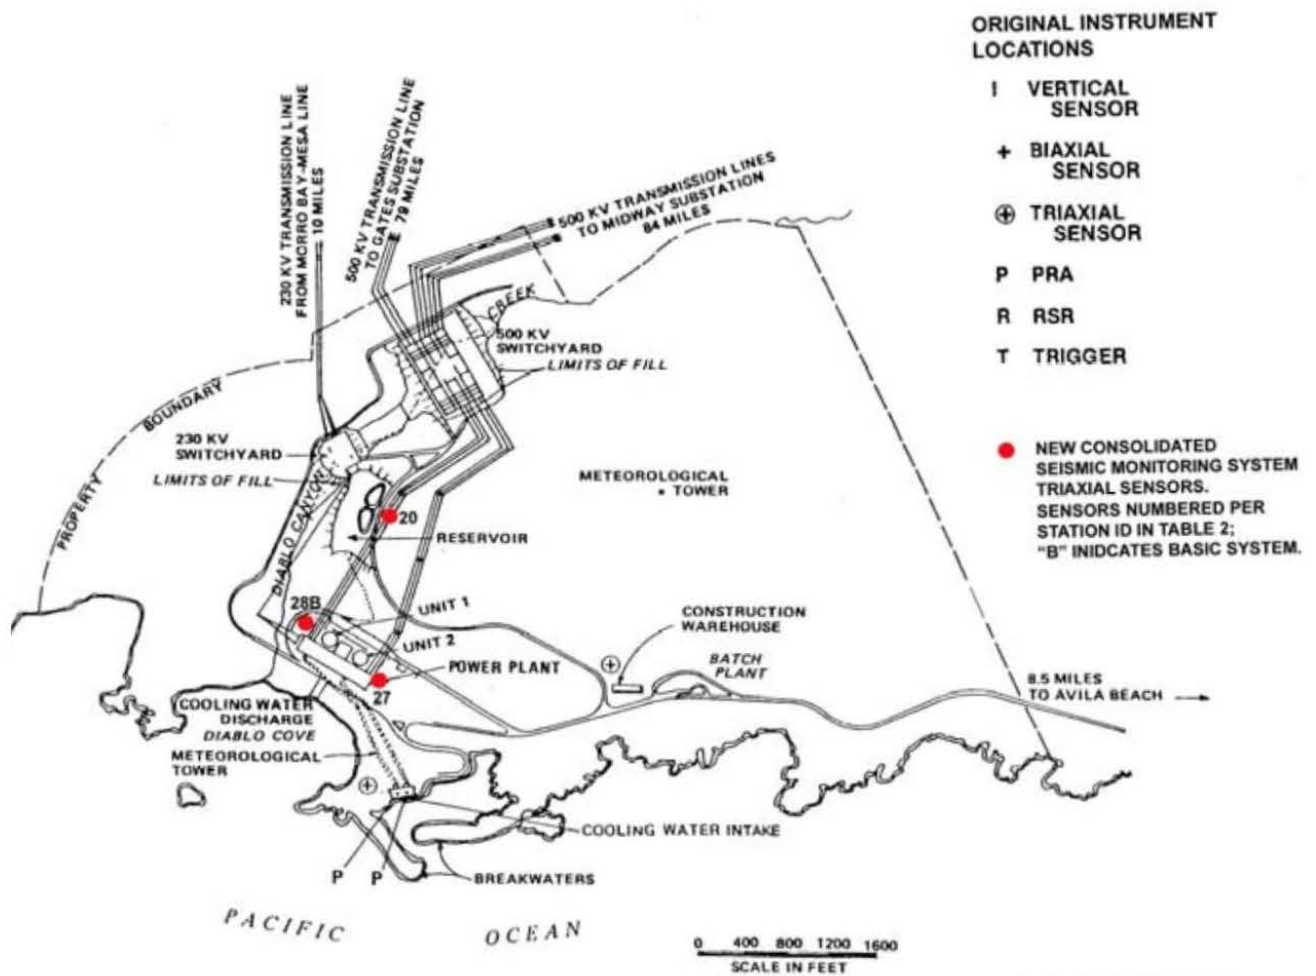 ORIGINAL INSTRUMENT
LOCATIONS
I VERTICAL
SENSOR
+ BIAXIAL
SENSOR
⊕ TRIAXIAL
SENSOR
P PRA
R RSR
T TRIGGER
NEW CONSOLIDATED
SEISMIC MONITORING SYSTEM
TRIAXIAL SENSORS.
SENSORS NUMBERED PER
STATION ID IN TABLE 2;
“B” INIDCATES BASIC SYSTEM.
230 KV TRANSMISSION LINE
FROM MORRO BAY-MESA LINE
10 MILES
500 KV TRANSMISSION LINE
TO GATES SUBSTATION
79 MILES
500 KV TRANSMISSION LINES
TO MIDWAY SUBSTATION
84 MILES
CREEK
500 KV
SWITCHYARD
LIMITS OF FILL
PROPERTY BOUNDARY
230 KV
SWITCHYARD
LIMITS OF FILL
DIABLO CANYON
METEOROLOGICAL
TOWER
20
RESERVOIR
28B
UNIT 1
UNIT 2
POWER PLANT
27
CONSTRUCTION
WAREHOUSE
BATCH
PLANT
8.5 MILES
TO AVILA BEACH
COOLING WATER
DISCHARGE
DIABLO COVE
METEOROLOGICAL
TOWER
COOLING WATER INTAKE
P P
BREAKWATERS
PACIFIC OCEAN
0 400 800 1200 1600
SCALE IN FEET